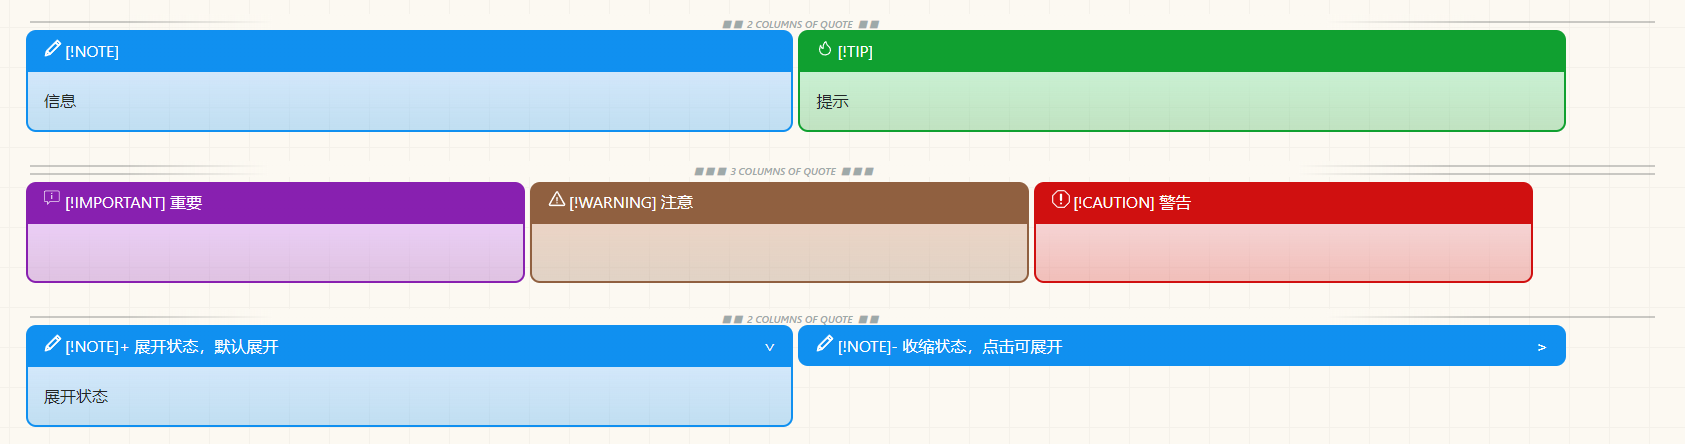 ■■ 2 COLUMNS OF QUOTE ■■
[!NOTE]
信息
[!TIP]
提示
■■■ 3 COLUMNS OF QUOTE ■■■
[!IMPORTANT] 重要
[!WARNING] 注意
[!CAUTION] 警告
■■ 2 COLUMNS OF QUOTE ■■
[!NOTE]+ 展开状态，默认展开
展开状态
[!NOTE]- 收缩状态，点击可展开